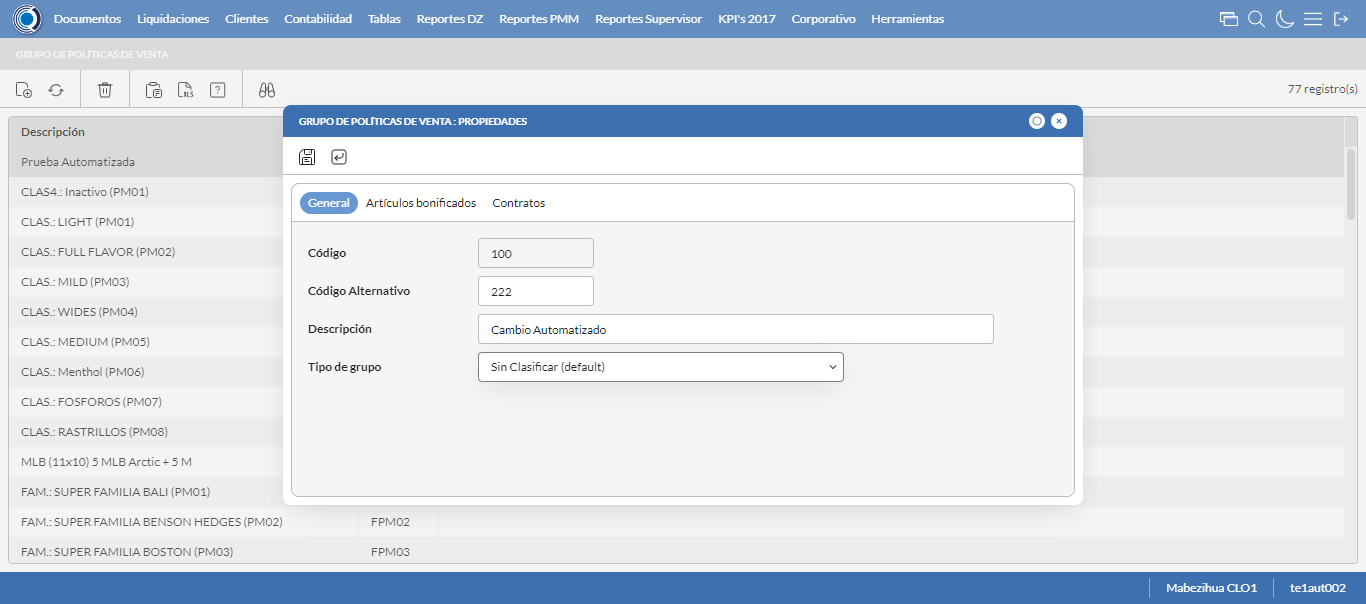 Documentos Liquidaciones Clientes Contabilidad Tablas Reportes DZ Reportes PMM Reportes Supervisor KPI's 2017 Corporativo Herramientas
GRUPO DE POLÍTICAS DE VENTA
XLS ? 77 registro(s)
GRUPO DE POLÍTICAS DE VENTA : PROPIEDADES
General Artículos bonificados Contratos
Código 100
Código Alternativo 222
Descripción Cambio Automatizado
Tipo de grupo Sin Clasificar (default)
Descripción
Prueba Automatizada
CLAS4.: Inactivo (PM01)
CLAS.: LIGHT (PM01)
CLAS.: FULL FLAVOR (PM02)
CLAS.: MILD (PM03)
CLAS.: WIDES (PM04)
CLAS.: MEDIUM (PM05)
CLAS.: Menthol (PM06)
CLAS.: FOSFOROS (PM07)
CLAS.: RASTRILLOS (PM08)
MLB (11x10) 5 MLB Arctic + 5 M
FAM.: SUPER FAMILIA BALI (PM01)
FAM.: SUPER FAMILIA BENSON HEDGES (PM02) FPM02
FAM.: SUPER FAMILIA BOSTON (PM03) FPM03
Mabezihua CLO1 te1aut002